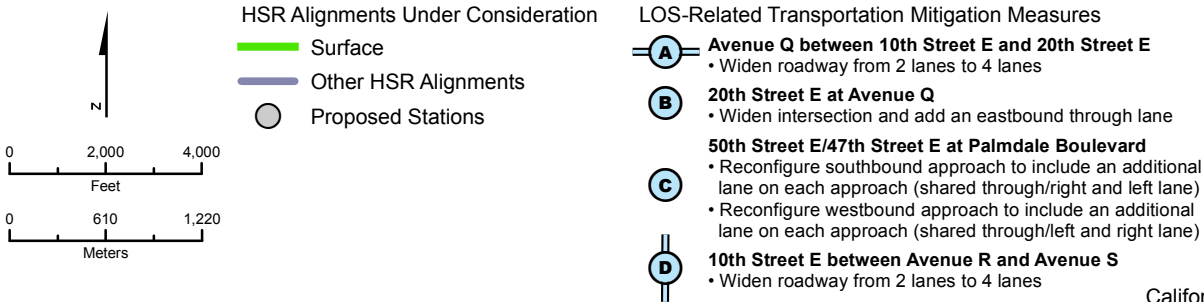 N
0 2,000 4,000
Feet
0 610 1,220
Meters
HSR Alignments Under Consideration
Surface
Other HSR Alignments
Proposed Stations
LOS-Related Transportation Mitigation Measures
A Avenue Q between 10th Street E and 20th Street E
• Widen roadway from 2 lanes to 4 lanes
B 20th Street E at Avenue Q
• Widen intersection and add an eastbound through lane
50th Street E/47th Street E at Palmdale Boulevard
C • Reconfigure southbound approach to include an additional
lane on each approach (shared through/right and left lane)
• Reconfigure westbound approach to include an additional
lane on each approach (shared through/left and right lane)
D 10th Street E between Avenue R and Avenue S
• Widen roadway from 2 lanes to 4 lanes